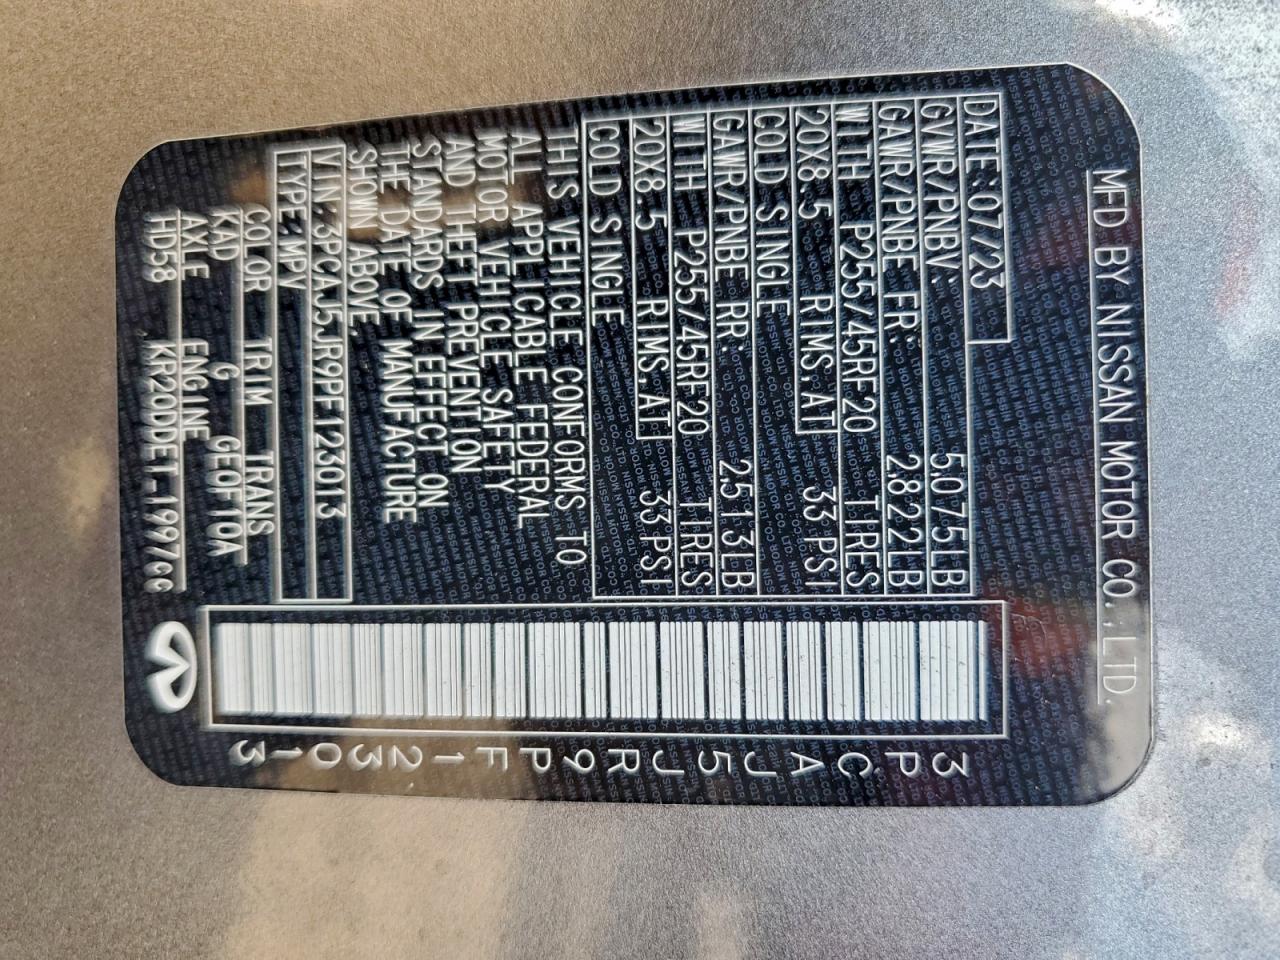 MFD BY NISSAN MOTOR CO.,LTD.
DATE:07/23
GVWR/PNBV: 5,075LB
GAWR/PNBE FR: 2,822LB
WITH P255/45RF20 TIRES
20X8.5 RIMS,AT 33 PSI
COLD SINGLE
GAWR/PNBE RR: 2,513LB
WITH P255/45RF20 TIRES
20X8.5 RIMS,AT 33 PSI
COLD SINGLE
THIS VEHICLE CONFORMS TO
ALL APPLICABLE FEDERAL
MOTOR VEHICLE SAFETY
AND THEFT PREVENTION
STANDARDS IN EFFECT ON
THE DATE OF MANUFACTURE
SHOWN ABOVE
VIN:3PCAJ5JR9PF123013
TYPE:MPV
COLOR TRIM TRANS
KAD G GE0F10A
AXLE ENGINE
HD58 KR20DDET-1997cc
3PCAJ5JR9PF123013